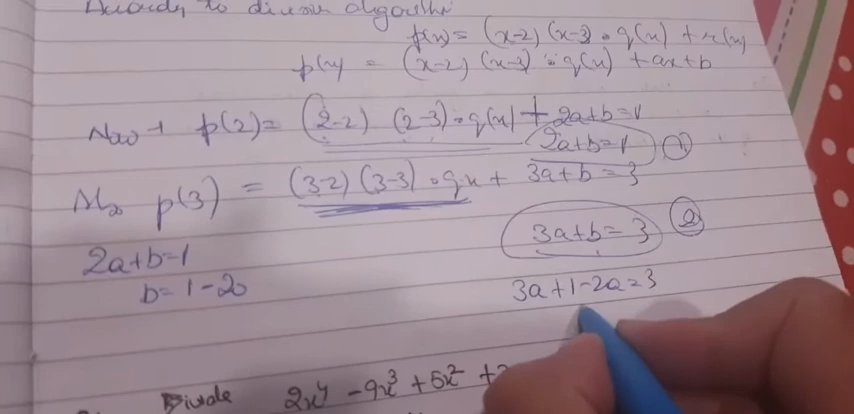 to division algorithm
p(x) = (x-2) (x-3) · q(x) + r(x)
p(x) = (x-2) (x-3) · q(x) + ax+b
Now + p(2) = (2-2) (2-3) · q(x) + 2a+b=1
2a+b=1 (1)
p(3) = (3-2) (3-3) · qx + 3a+b=3
3a+b=3 (2)
2a+b=1
b=1-2a
3a+1-2a=3
Divide 2x⁴ -9x³ +5x² +